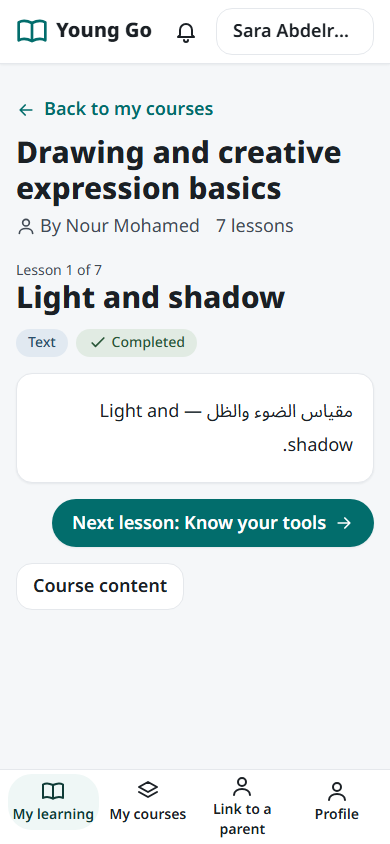 Young Go
Sara Abdelr...
Back to my courses
Drawing and creative
expression basics
By Nour Mohamed 7 lessons
Lesson 1 of 7
Light and shadow
Text
Completed
مقياس الضوء والظل — Light and
shadow.
Next lesson: Know your tools
Course content
My learning
My courses
Link to a
parent
Profile